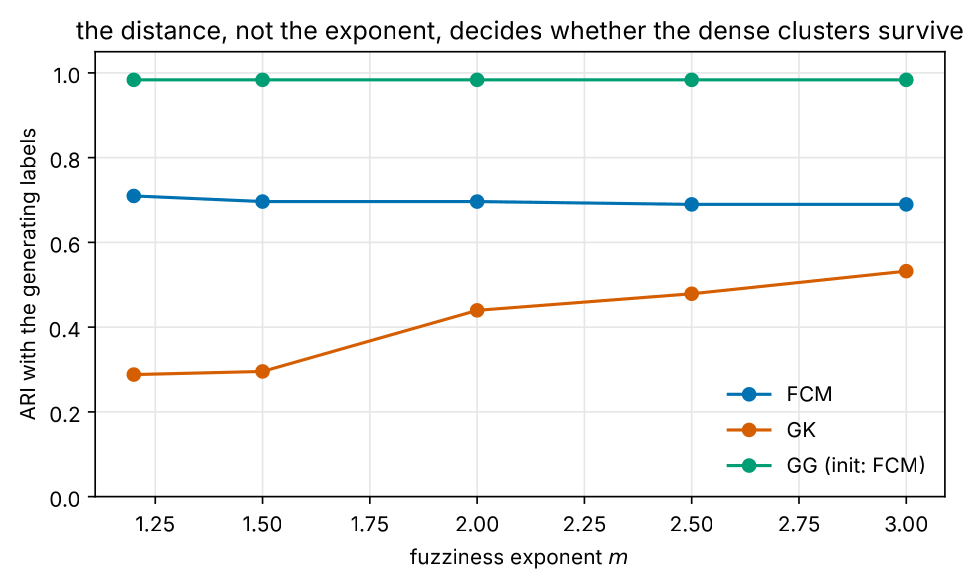 the distance, not the exponent, decides whether the dense clusters survive
ARI with the generating labels
1.0
0.8
0.6
0.4
0.2
0.0
FCM
GK
GG (init: FCM)
1.25 1.50 1.75 2.00 2.25 2.50 2.75 3.00
fuzziness exponent m